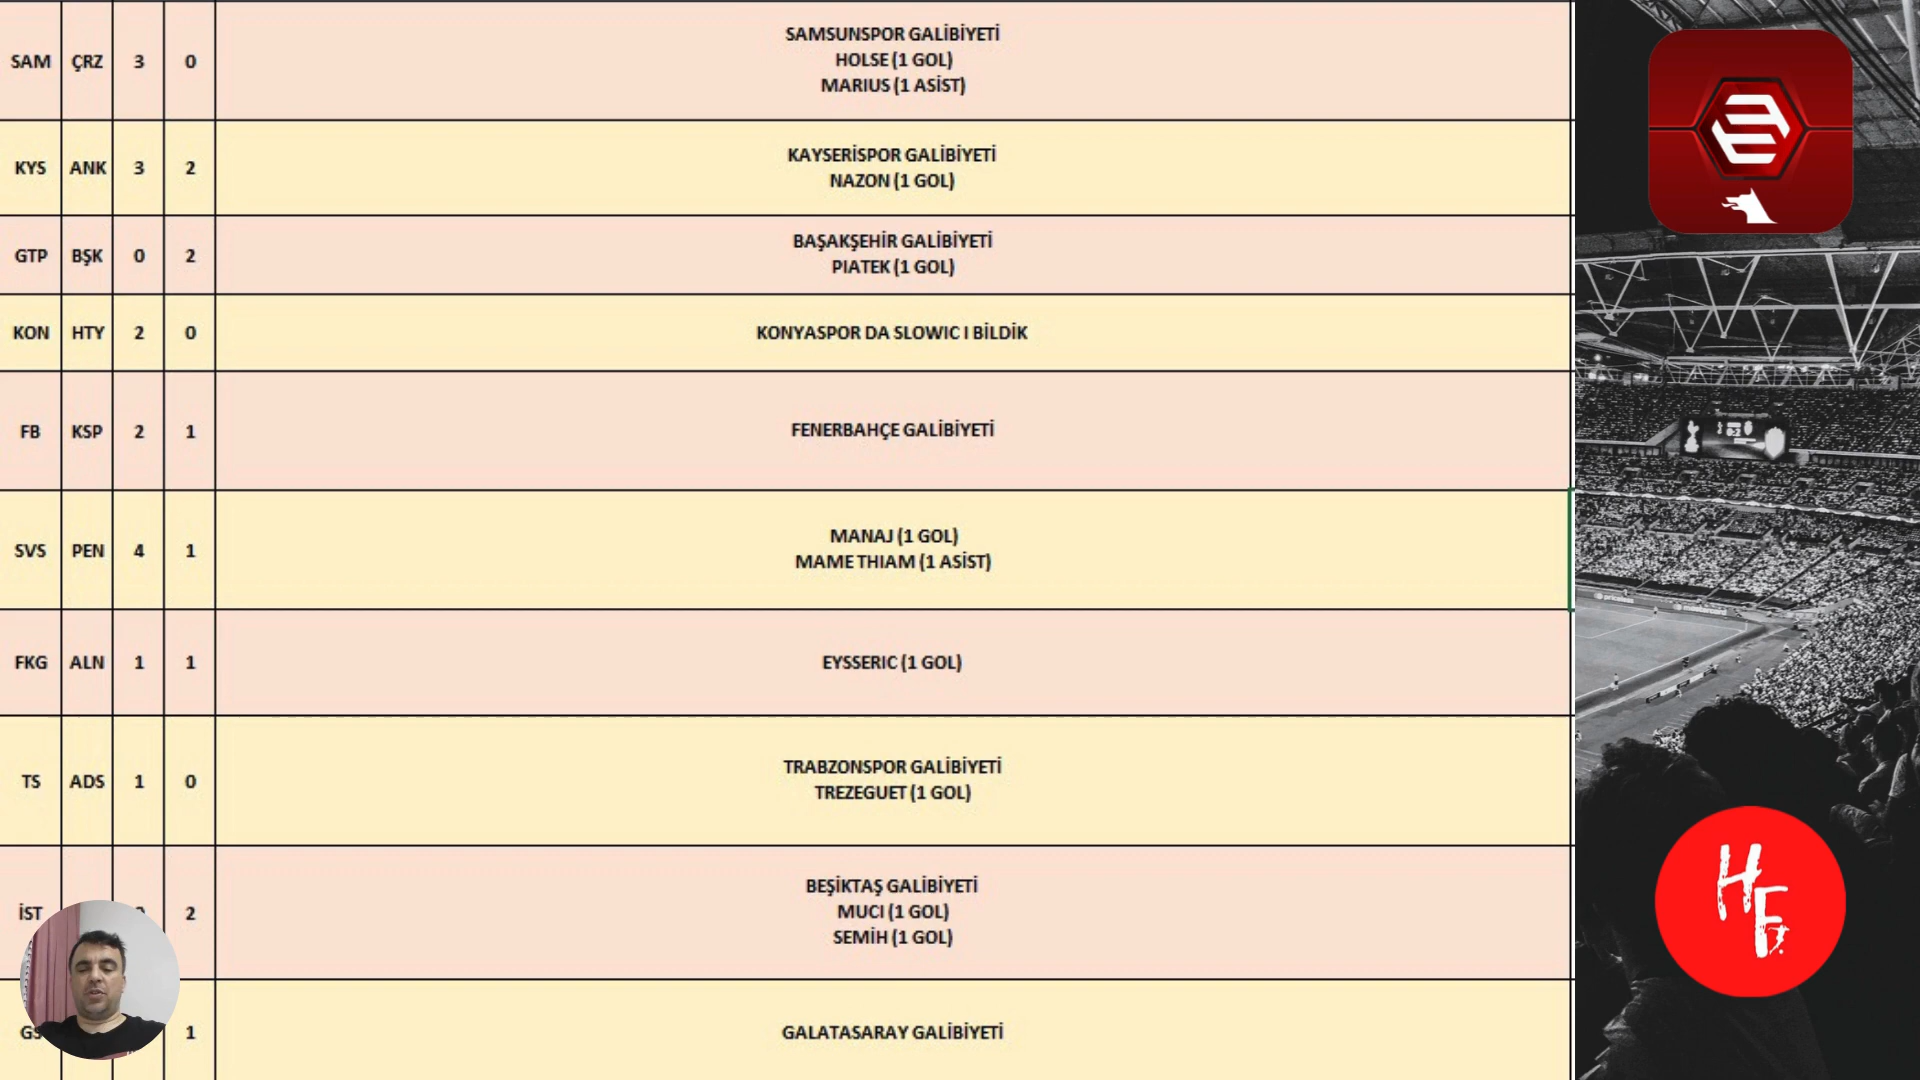 SAM ÇRZ 3 0
SAMSUNSPOR GALİBİYETİ
HOLSE (1 GOL)
MARIUS (1 ASİST)
KYS ANK 3 2
KAYSERİSPOR GALİBİYETİ
NAZON (1 GOL)
GTP BŞK 0 2
BAŞAKŞEHİR GALİBİYETİ
PIATEK (1 GOL)
KON HTY 2 0
KONYASPOR DA SLOWIC I BİLDİK
FB KSP 2 1
FENERBAHÇE GALİBİYETİ
SVS PEN 4 1
MANAJ (1 GOL)
MAME THIAM (1 ASİST)
FKG ALN 1 1
EYSSERIC (1 GOL)
TS ADS 1 0
TRABZONSPOR GALİBİYETİ
TREZEGUET (1 GOL)
İST 2
BEŞİKTAŞ GALİBİYETİ
MUCI (1 GOL)
SEMİH (1 GOL)
GS 1
GALATASARAY GALİBİYETİ
HF